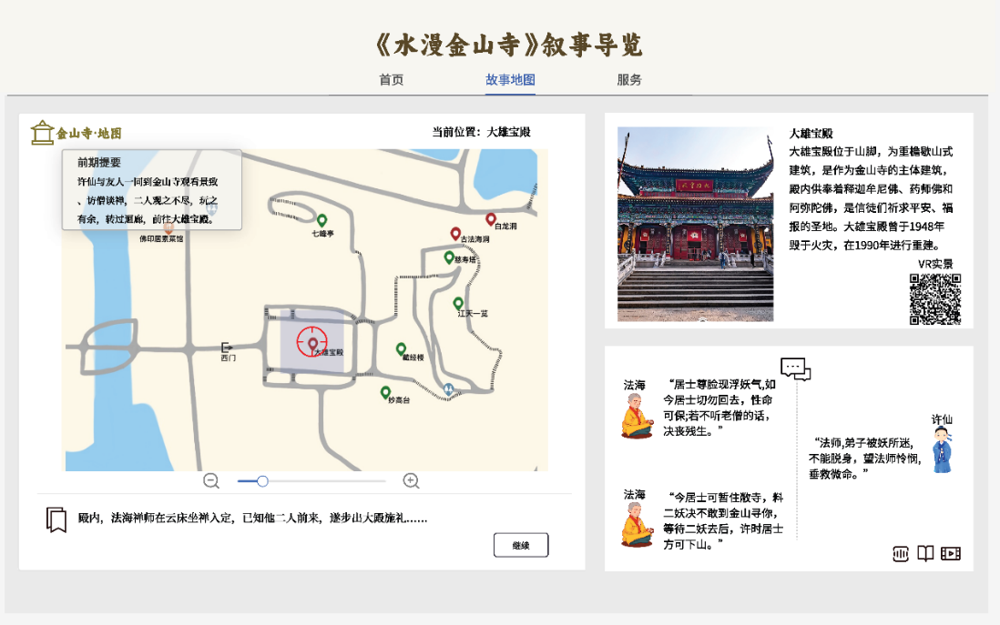 《水漫金山寺》叙事导览
首页
故事地图
服务
金山寺·地图
当前位置：大雄宝殿
前期提要
许仙与友人一同到金山寺观看景致
、访僧谈禅，二人观之不尽，玩之
有余，转过迴廊，前往大雄宝殿。
佛印居素菜馆
七峰亭
白龙洞
古法海洞
慈寿塔
江天一览
大雄宝殿
西门
藏经楼
妙高台
殿内，法海禅师在云床坐禅入定，已知他二人前来，遂步出大殿施礼……
继续
大雄宝殿
大雄宝殿位于山脚，为重檐歇山式
建筑，是作为金山寺的主体建筑，
殿内供奉着释迦牟尼佛、药师佛和
阿弥陀佛，是信徒们祈求平安、福
报的圣地。大雄宝殿曾于1948年
毁于火灾，在1990年进行重建。
VR实景
法海
“居士尊脸现浮妖气,如
今居士切勿回去，性命
可保;若不听老僧的话，
决丧残生。”
许仙
“法师,弟子被妖所迷，
不能脱身，望法师怜悯，
垂救微命。”
法海
“今居士可暂住敝寺，料
二妖决不敢到金山寻你，
等待二妖去后，许时居士
方可下山。”